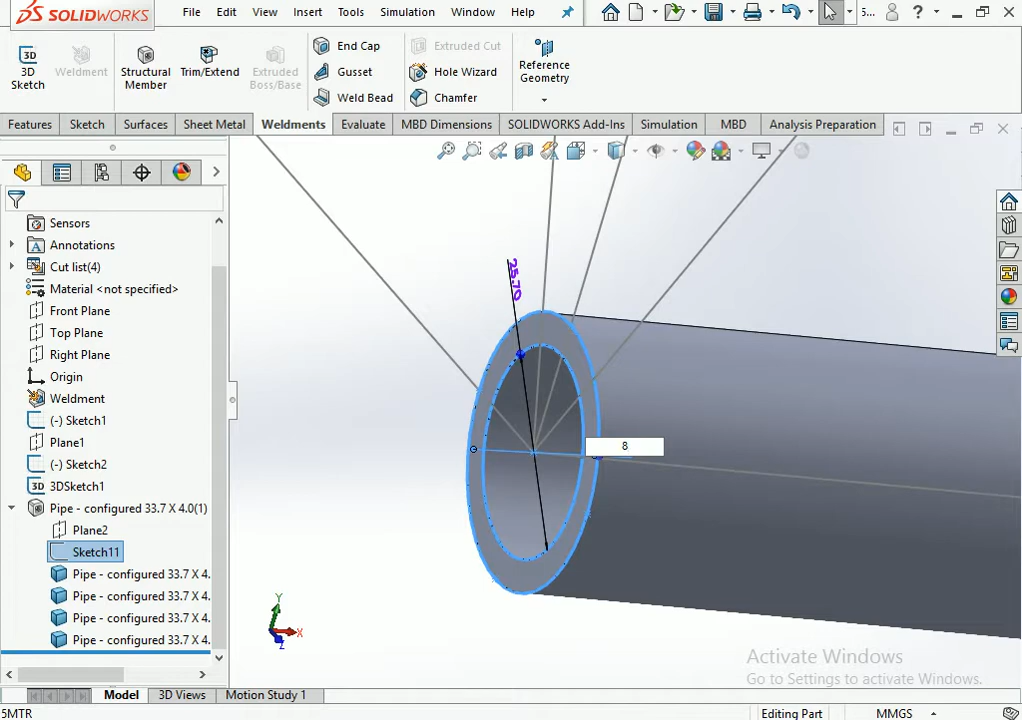 SOLIDWORKS File Edit View Insert Tools Simulation Window Help 5... ?
3D Sketch
Weldment
Structural Member
Trim/Extend
Extruded Boss/Base
End Cap
Gusset
Weld Bead
Extruded Cut
Hole Wizard
Chamfer
Reference Geometry
Features Sketch Surfaces Sheet Metal Weldments Evaluate MBD Dimensions SOLIDWORKS Add-Ins Simulation MBD Analysis Preparation
Sensors
Annotations
Cut list(4)
Material <not specified>
Front Plane
Top Plane
Right Plane
Origin
Weldment
(-) Sketch1
Plane1
(-) Sketch2
3D 3DSketch1
Pipe - configured 33.7 X 4.0(1)
Plane2
Sketch11
Pipe - configured 33.7 X 4.
Pipe - configured 33.7 X 4.
Pipe - configured 33.7 X 4.
Pipe - configured 33.7 X 4.
25.70
8
Y
X
Z
Activate Windows
Go to Settings to activate Windows.
Model 3D Views Motion Study 1
5MTR Editing Part MMGS